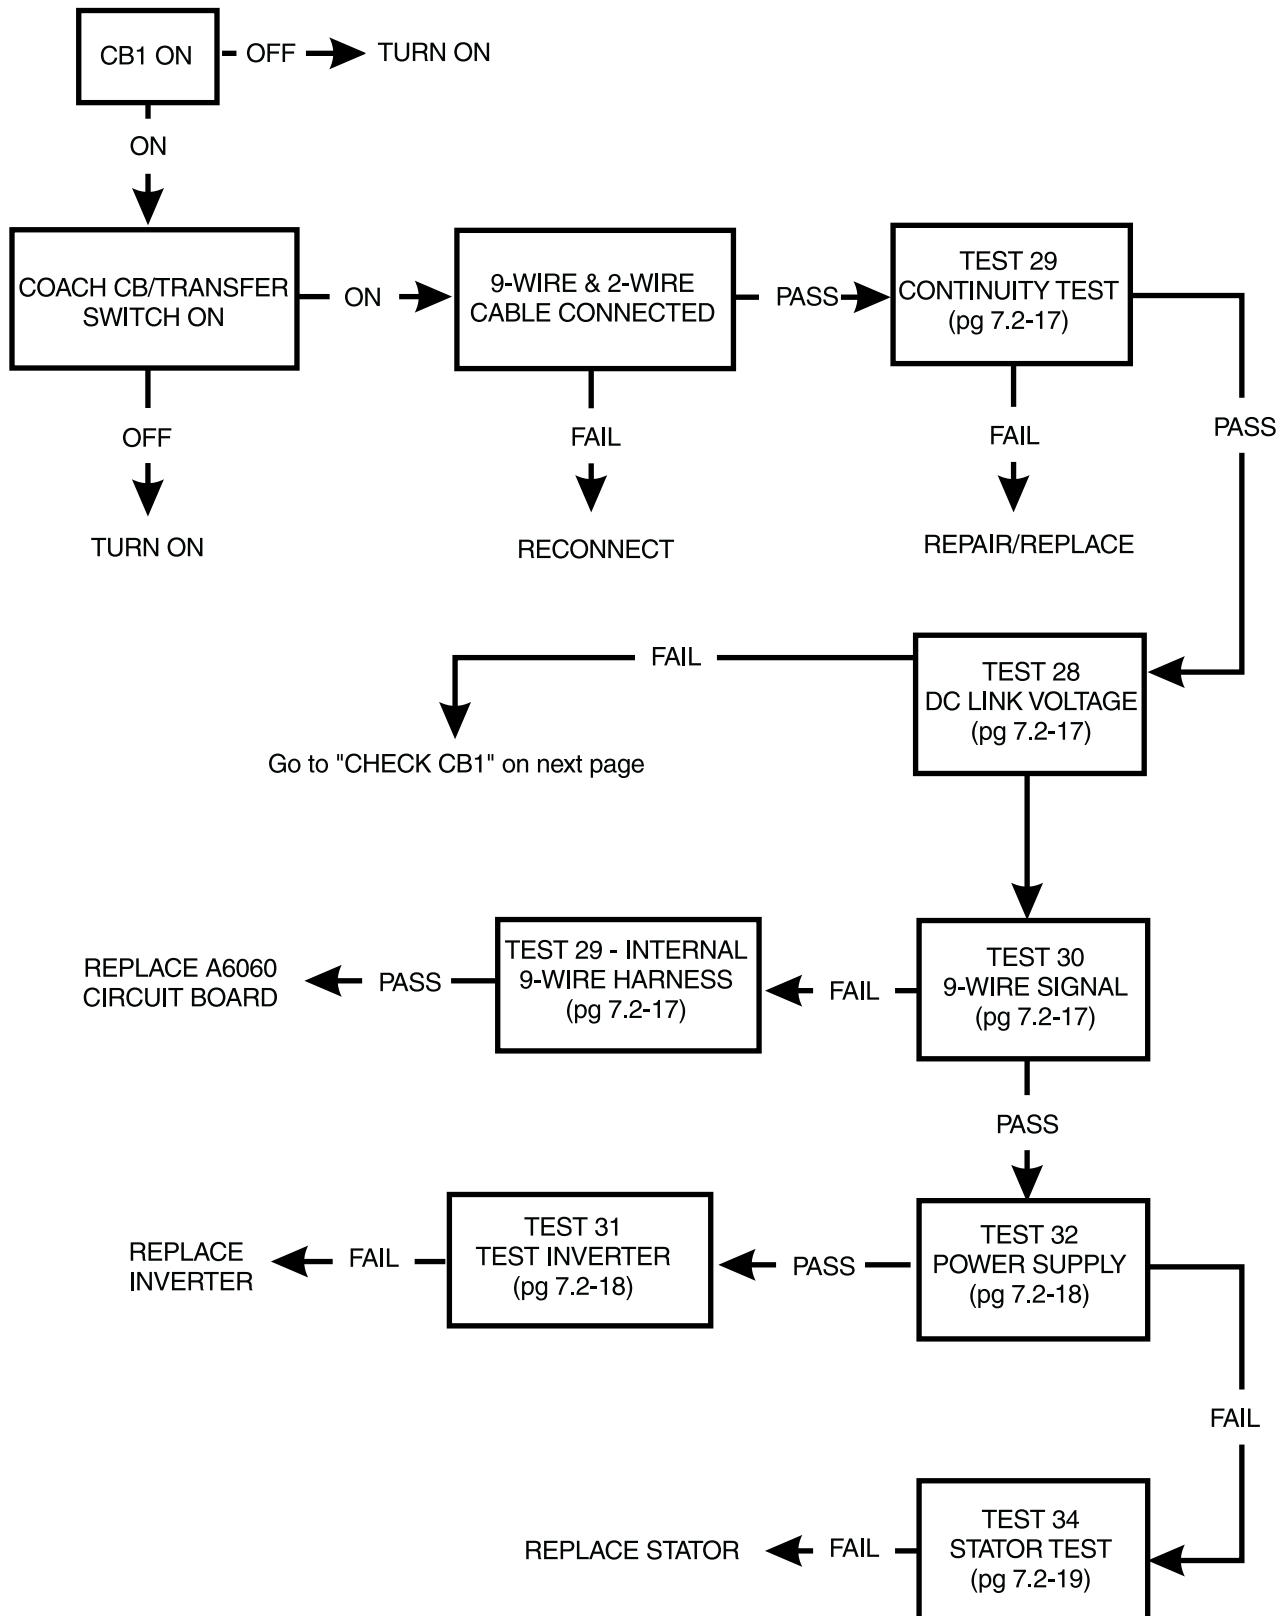 CB1 ON
OFF
TURN ON
ON
COACH CB/TRANSFER
SWITCH ON
ON
9-WIRE & 2-WIRE
CABLE CONNECTED
PASS
TEST 29
CONTINUITY TEST
(pg 7.2-17)
OFF
FAIL
FAIL
PASS
TURN ON
RECONNECT
REPAIR/REPLACE
FAIL
TEST 28
DC LINK VOLTAGE
(pg 7.2-17)
Go to "CHECK CB1" on next page
REPLACE A6060
CIRCUIT BOARD
PASS
TEST 29 - INTERNAL
9-WIRE HARNESS
(pg 7.2-17)
FAIL
TEST 30
9-WIRE SIGNAL
(pg 7.2-17)
PASS
REPLACE
INVERTER
FAIL
TEST 31
TEST INVERTER
(pg 7.2-18)
PASS
TEST 32
POWER SUPPLY
(pg 7.2-18)
FAIL
REPLACE STATOR
FAIL
TEST 34
STATOR TEST
(pg 7.2-19)